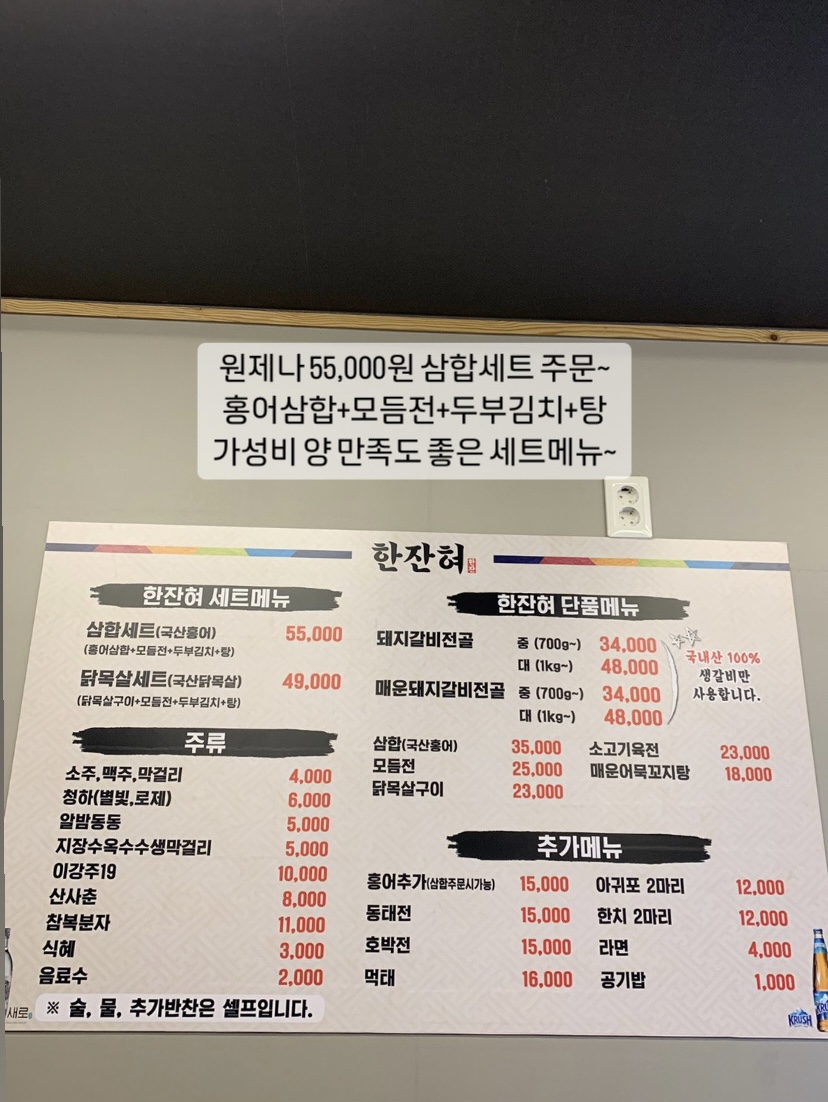 원제나 55,000원 삼합세트 주문~
홍어삼합+모듬전+두부김치+탕
가성비 양 만족도 좋은 세트메뉴~
한잔혀
한잔혀 세트메뉴
삼합세트(국산홍어) 55,000
(홍어삼합+모듬전+두부김치+탕)
닭목살세트(국산닭목살) 49,000
(닭목살구이+모듬전+두부김치+탕)
주류
소주,맥주,막걸리 4,000
청하(별빛,로제) 6,000
알밤동동 5,000
지장수옥수수생막걸리 5,000
이강주19 10,000
산사춘 8,000
참복분자 11,000
식혜 3,000
음료수 2,000
※ 술, 물, 추가반찬은 셀프입니다.
한잔혀 단품메뉴
돼지갈비전골 중 (700g~) 34,000
대 (1kg~) 48,000
매운돼지갈비전골 중 (700g~) 34,000
대 (1kg~) 48,000
국내산 100%
생갈비만
사용합니다.
삼합(국산홍어) 35,000 소고기육전 23,000
모듬전 25,000 매운어묵꼬지탕 18,000
닭목살구이 23,000
추가메뉴
홍어추가(삼합주문시가능) 15,000 아귀포 2마리 12,000
동태전 15,000 한치 2마리 12,000
호박전 15,000 라면 4,000
먹태 16,000 공기밥 1,000
새로
KRUSH